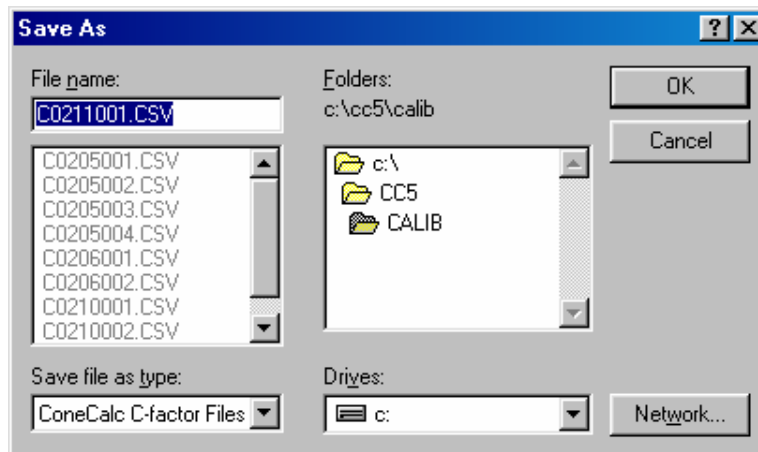 Save As
File name:
C0211001.CSV
C0205001.CSV
C0205002.CSV
C0205003.CSV
C0205004.CSV
C0206001.CSV
C0206002.CSV
C0210001.CSV
C0210002.CSV
Save file as type:
ConeCalc C-factor Files
Folders:
c:\cc5\calib
c:\
CC5
CALIB
Drives:
c:
OK
Cancel
Network...